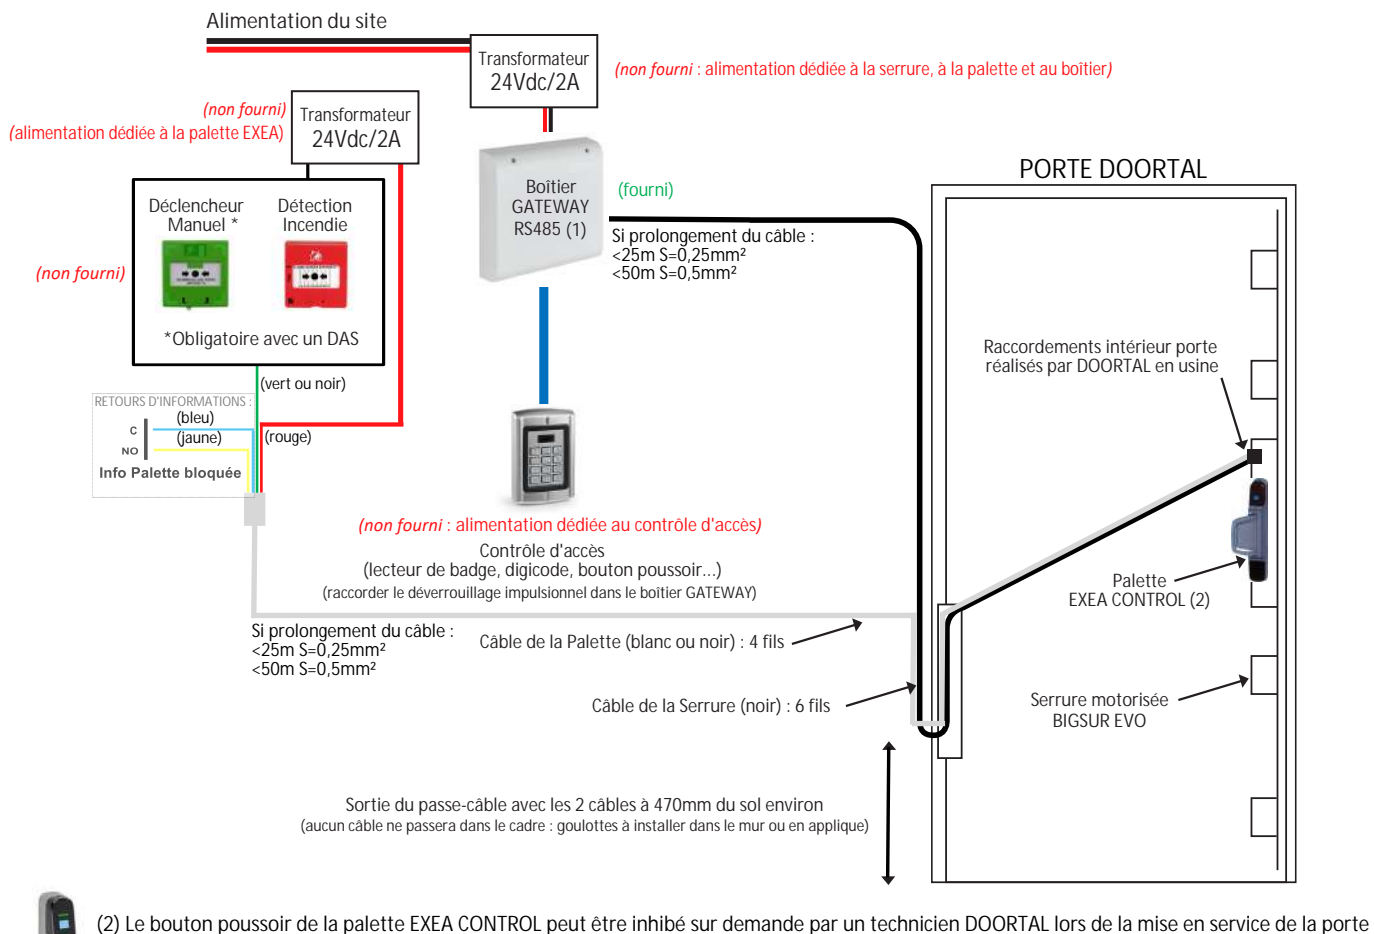 Alimentation du site
Transformateur
24Vdc/2A
(non fourni : alimentation dédiée à la serrure, à la palette et au boîtier)
(non fourni)
(alimentation dédiée à la palette EXEA)
Transformateur
24Vdc/2A
PORTE DOORTAL
Boîtier
GATEWAY
RS485 (1)
(fourni)
Si prolongement du câble :
<25m S=0,25mm²
<50m S=0,5mm²
Déclencheur
Manuel *
Détection
Incendie
(non fourni)
*Obligatoire avec un DAS
(vert ou noir)
RETOURS D'INFORMATIONS :
(bleu)
C
(jaune)
NO
(rouge)
Info Palette bloquée
Raccordements intérieur porte
réalisés par DOORTAL en usine
(non fourni : alimentation dédiée au contrôle d'accès)
Contrôle d'accès
(lecteur de badge, digicode, bouton poussoir...)
(raccorder le déverrouillage impulsionnel dans le boîtier GATEWAY)
Palette
EXEA CONTROL (2)
Si prolongement du câble :
<25m S=0,25mm²
<50m S=0,5mm²
Câble de la Palette (blanc ou noir) : 4 fils
Câble de la Serrure (noir) : 6 fils
Serrure motorisée
BIGSUR EVO
Sortie du passe-câble avec les 2 câbles à 470mm du sol environ
(aucun câble ne passera dans le cadre : goulottes à installer dans le mur ou en applique)
(2) Le bouton poussoir de la palette EXEA CONTROL peut être inhibé sur demande par un technicien DOORTAL lors de la mise en service de la porte